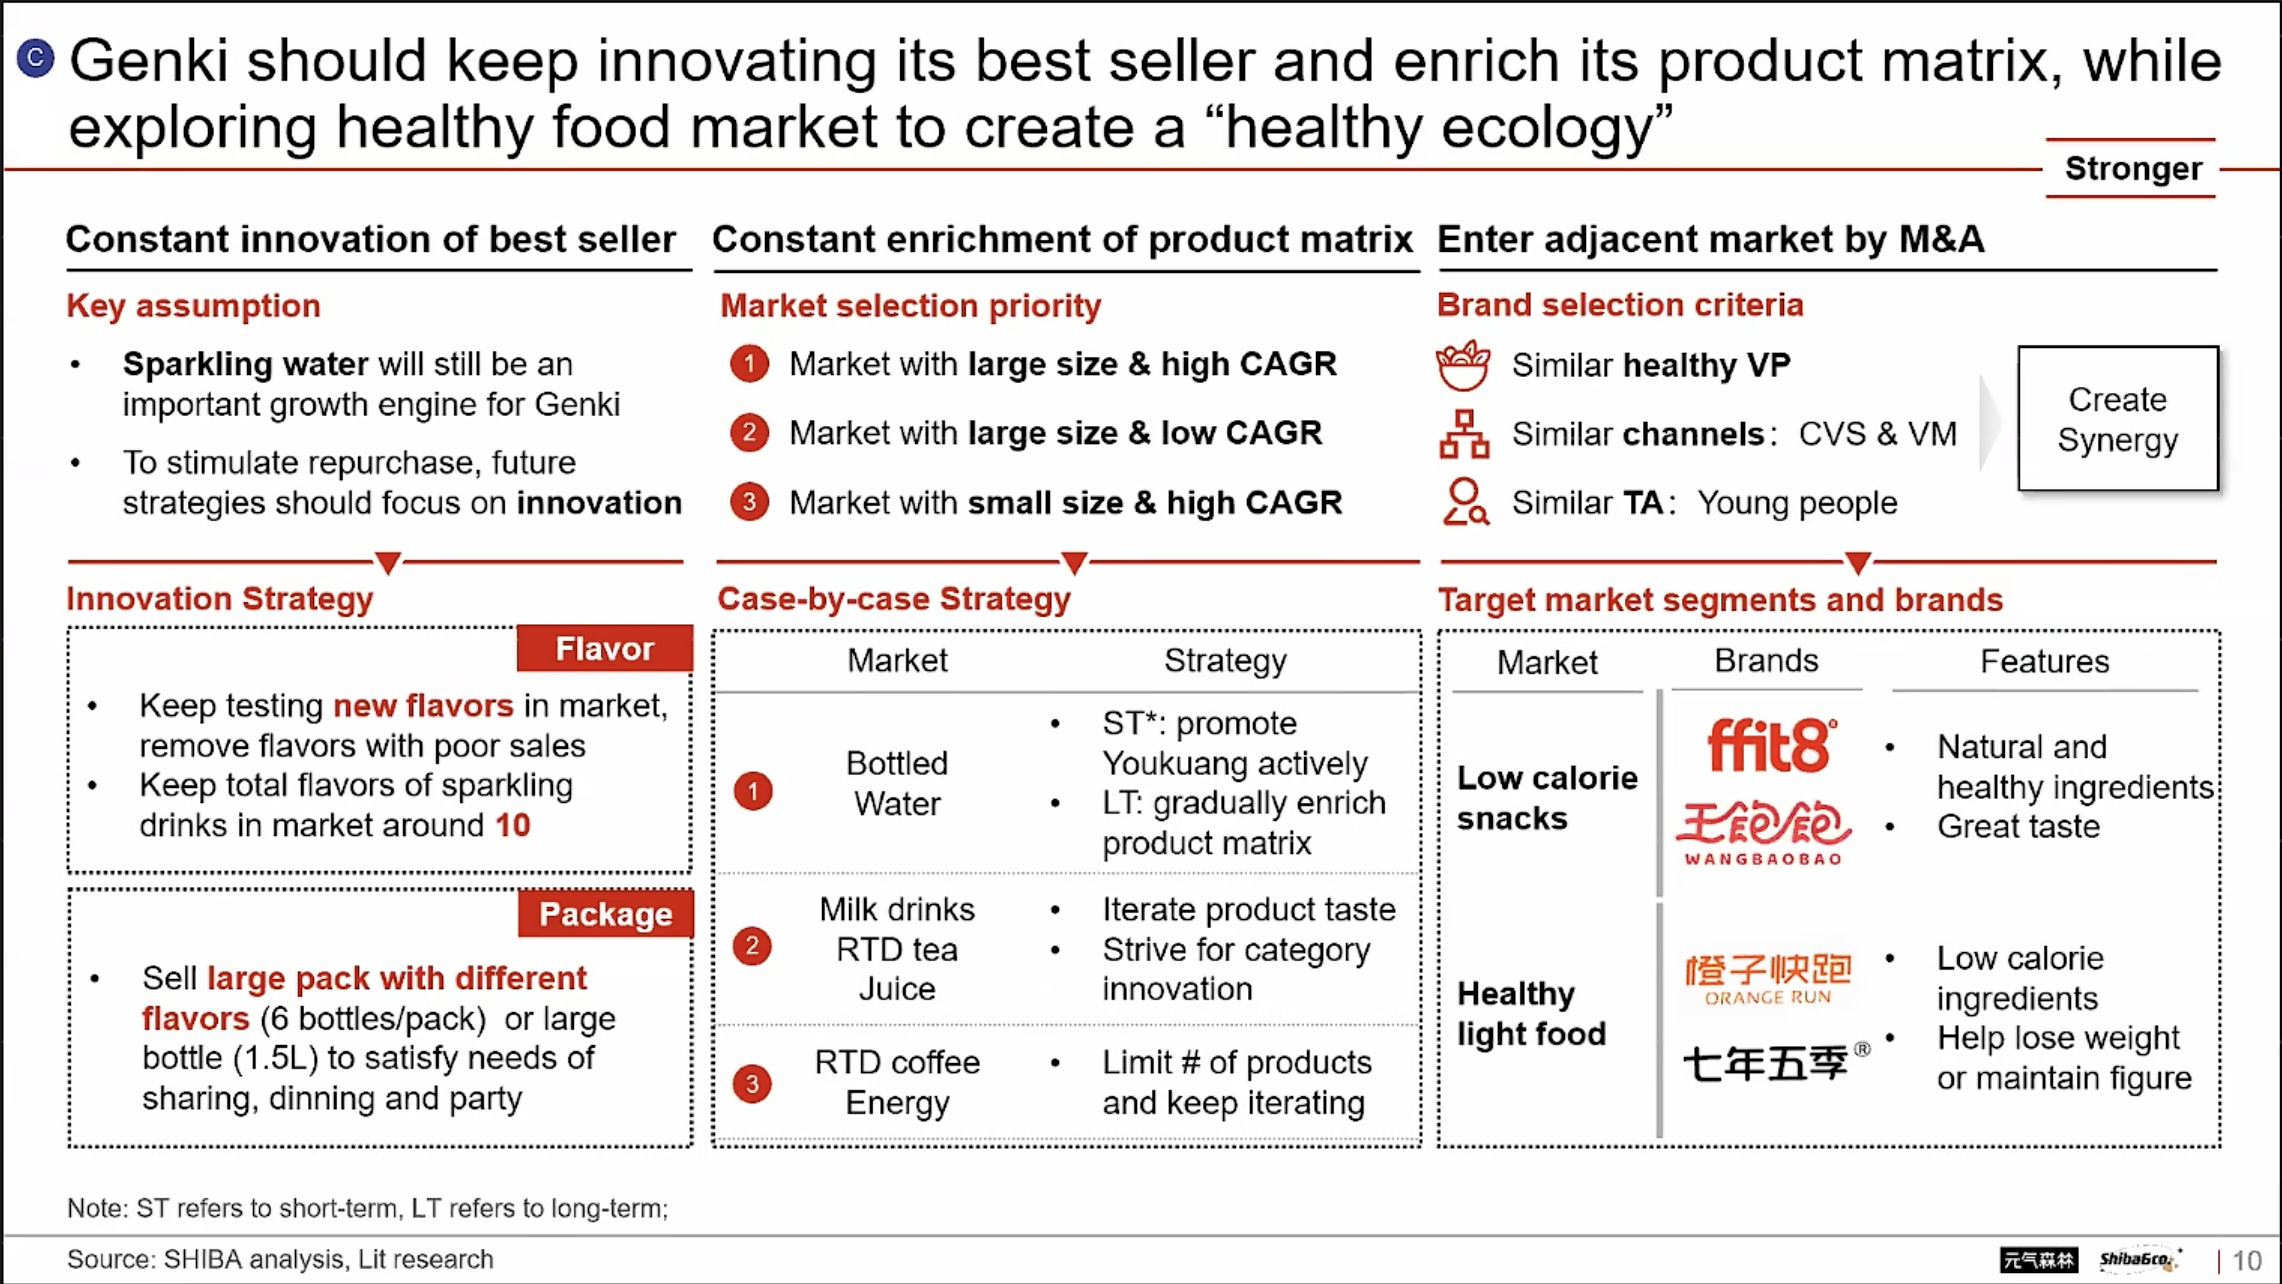 C
Genki should keep innovating its best seller and enrich its product matrix, while
exploring healthy food market to create a “healthy ecology”
Stronger
Constant innovation of best seller
Key assumption
• Sparkling water will still be an
important growth engine for Genki
• To stimulate repurchase, future
strategies should focus on innovation
Innovation Strategy
Flavor
• Keep testing new flavors in market,
remove flavors with poor sales
• Keep total flavors of sparkling
drinks in market around 10
Package
• Sell large pack with different
flavors (6 bottles/pack) or large
bottle (1.5L) to satisfy needs of
sharing, dinning and party
Constant enrichment of product matrix
Market selection priority
1 Market with large size & high CAGR
2 Market with large size & low CAGR
3 Market with small size & high CAGR
Case-by-case Strategy
Market Strategy
1
Bottled
Water
• ST*: promote
Youkuang actively
• LT: gradually enrich
product matrix
2
Milk drinks
RTD tea
Juice
• Iterate product taste
• Strive for category
innovation
3
RTD coffee
Energy
• Limit # of products
and keep iterating
Enter adjacent market by M&A
Brand selection criteria
Similar healthy VP
Similar channels: CVS & VM
Similar TA: Young people
Create
Synergy
Target market segments and brands
Market Brands Features
Low calorie
snacks
ffit8®
王饱饱
WANGBAOBAO
• Natural and
healthy ingredients
• Great taste
Healthy
light food
橙子快跑
ORANGE RUN
七年五季®
• Low calorie
ingredients
• Help lose weight
or maintain figure
Note: ST refers to short-term, LT refers to long-term;
Source: SHIBA analysis, Lit research
元气森林
Shiba&co.
10